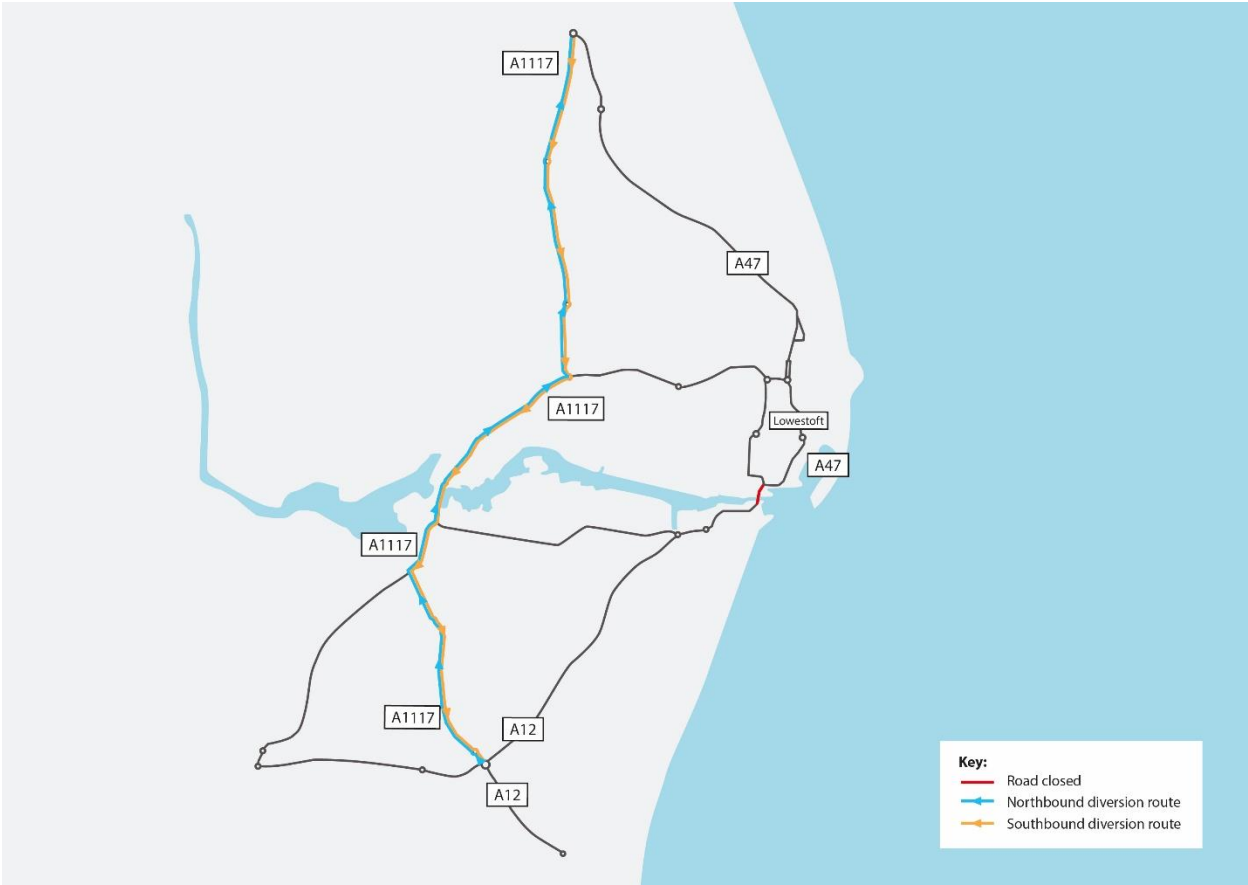 A1117
A47
A1117
Lowestoft
A47
A1117
A1117
A12
A12
Key:
Road closed
Northbound diversion route
Southbound diversion route